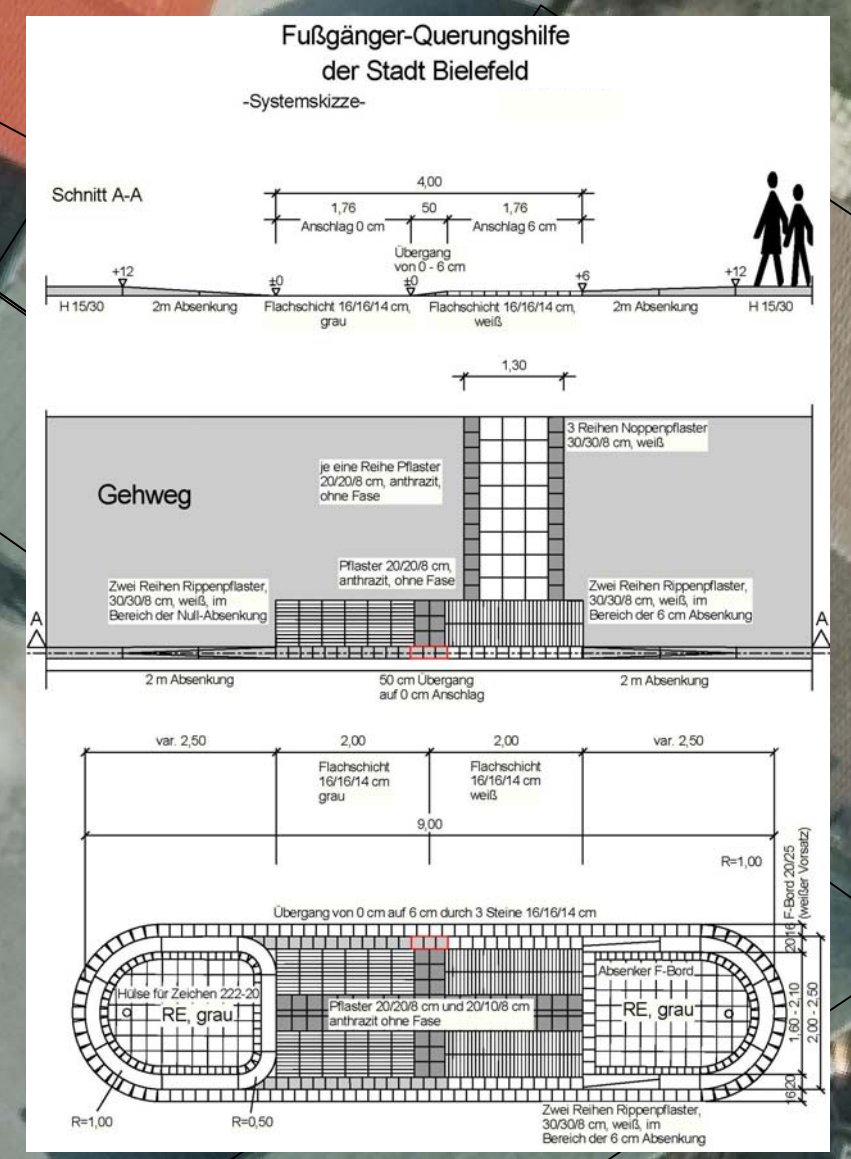 Fußgänger-Querungshilfe
der Stadt Bielefeld
-Systemskizze-
Schnitt A-A
4,00
1,76
50
1,76
Anschlag 0 cm
Anschlag 6 cm
Übergang
von 0 - 6 cm
+12
±0
±0
+6
+12
H 15/30
2m Absenkung
Flachschicht 16/16/14 cm,
grau
Flachschicht 16/16/14 cm,
weiß
2m Absenkung
H 15/30
1,30
3 Reihen Noppenpflaster
30/30/8 cm, weiß
je eine Reihe Pflaster
20/20/8 cm, anthrazit,
ohne Fase
Gehweg
Pflaster 20/20/8 cm,
anthrazit, ohne Fase
Zwei Reihen Rippenpflaster,
30/30/8 cm, weiß, im
Bereich der Null-Absenkung
Zwei Reihen Rippenpflaster,
30/30/8 cm, weiß, im
Bereich der 6 cm Absenkung
A
A
2 m Absenkung
50 cm Übergang
auf 0 cm Anschlag
2 m Absenkung
var. 2,50
2,00
2,00
var. 2,50
Flachschicht
16/16/14 cm
grau
Flachschicht
16/16/14 cm
weiß
9,00
R=1,00
F-Bord 20/25
(weißer Vorsatz)
Übergang von 0 cm auf 6 cm durch 3 Steine 16/16/14 cm
20 16
Absenker F-Bord
Hülse für Zeichen 222-20
RE, grau
Pflaster 20/20/8 cm und 20/10/8 cm
anthrazit ohne Fase
RE, grau
1,60 - 2,10
2,00 - 2,50
16 20
R=1,00
R=0,50
Zwei Reihen Rippenpflaster,
30/30/8 cm, weiß, im
Bereich der 6 cm Absenkung